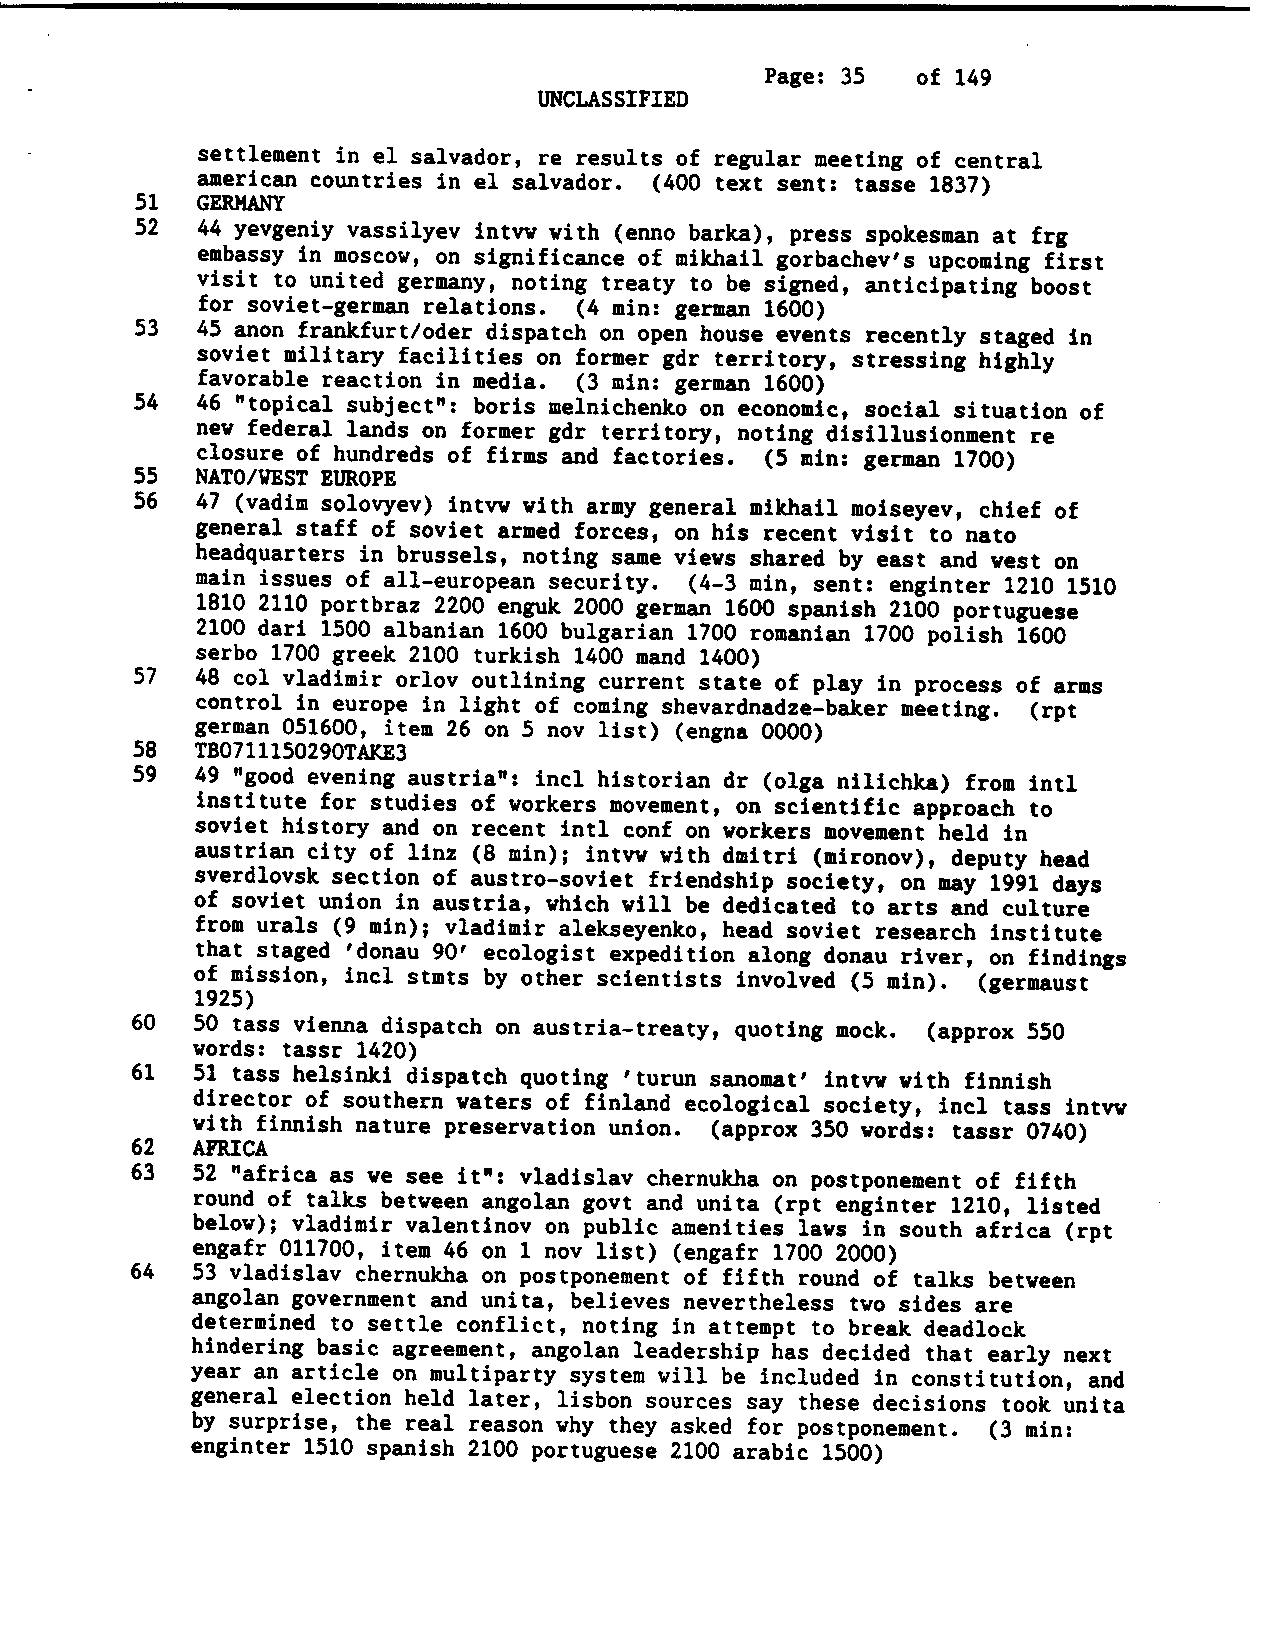 Page: 35 of 149
UNCLASSIFIED
settlement in el salvador, re results of regular meeting of central
american countries in el salvador. (400 text sent: tasse 1837)
51 GERMANY
52 44 yevgeniy vassilyev intvw with (enno barka), press spokesman at frg
embassy in moscow, on significance of mikhail gorbachev's upcoming first
visit to united germany, noting treaty to be signed, anticipating boost
for soviet-german relations. (4 min: german 1600)
53 45 anon frankfurt/oder dispatch on open house events recently staged in
soviet military facilities on former gdr territory, stressing highly
favorable reaction in media. (3 min: german 1600)
54 46 "topical subject": boris melnichenko on economic, social situation of
new federal lands on former gdr territory, noting disillusionment re
closure of hundreds of firms and factories. (5 min: german 1700)
55 NATO/WEST EUROPE
56 47 (vadim solovyev) intvw with army general mikhail moiseyev, chief of
general staff of soviet armed forces, on his recent visit to nato
headquarters in brussels, noting same views shared by east and west on
main issues of all-european security. (4-3 min, sent: enginter 1210 1510
1810 2110 portbraz 2200 enguk 2000 german 1600 spanish 2100 portuguese
2100 dari 1500 albanian 1600 bulgarian 1700 romanian 1700 polish 1600
serbo 1700 greek 2100 turkish 1400 mand 1400)
57 48 col vladimir orlov outlining current state of play in process of arms
control in europe in light of coming shevardnadze-baker meeting. (rpt
german 051600, item 26 on 5 nov list) (engna 0000)
58 TB0711150290TAKE3
59 49 "good evening austria": incl historian dr (olga nilichka) from intl
institute for studies of workers movement, on scientific approach to
soviet history and on recent intl conf on workers movement held in
austrian city of linz (8 min); intvw with dmitri (mironov), deputy head
sverdlovsk section of austro-soviet friendship society, on may 1991 days
of soviet union in austria, which will be dedicated to arts and culture
from urals (9 min); vladimir alekseyenko, head soviet research institute
that staged 'donau 90' ecologist expedition along donau river, on findings
of mission, incl stmts by other scientists involved (5 min). (germaust
1925)
60 50 tass vienna dispatch on austria-treaty, quoting mock. (approx 550
words: tassr 1420)
61 51 tass helsinki dispatch quoting 'turun sanomat' intvw with finnish
director of southern waters of finland ecological society, incl tass intvw
with finnish nature preservation union. (approx 350 words: tassr 0740)
62 AFRICA
63 52 "africa as we see it": vladislav chernukha on postponement of fifth
round of talks between angolan govt and unita (rpt enginter 1210, listed
below); vladimir valentinov on public amenities laws in south africa (rpt
engafr 011700, item 46 on 1 nov list) (engafr 1700 2000)
64 53 vladislav chernukha on postponement of fifth round of talks between
angolan government and unita, believes nevertheless two sides are
determined to settle conflict, noting in attempt to break deadlock
hindering basic agreement, angolan leadership has decided that early next
year an article on multiparty system will be included in constitution, and
general election held later, lisbon sources say these decisions took unita
by surprise, the real reason why they asked for postponement. (3 min:
enginter 1510 spanish 2100 portuguese 2100 arabic 1500)